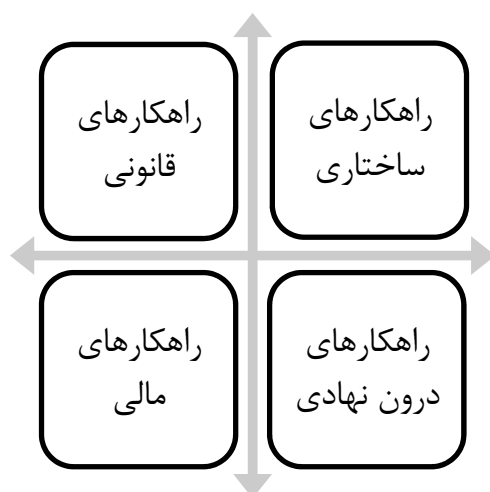 راهکارهای
ساختاری
راهکارهای
قانونی
راهکارهای
درون نهادی
راهکارهای
مالی